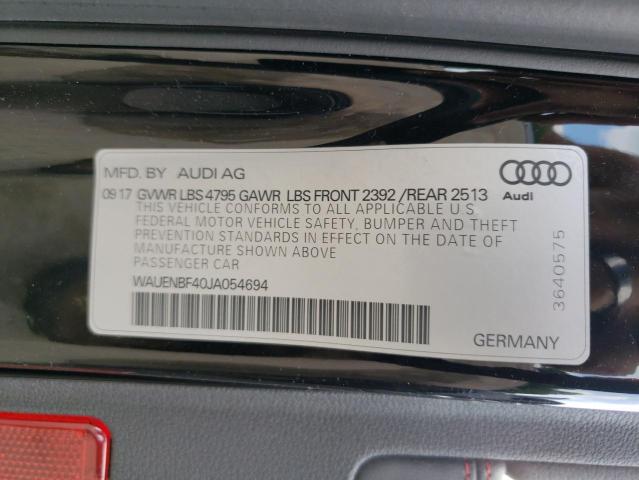 MFD. BY AUDI AG
09 17 GVWR LBS 4795 GAWR LBS FRONT 2392 /REAR 2513
THIS VEHICLE CONFORMS TO ALL APPLICABLE U.S.
FEDERAL MOTOR VEHICLE SAFETY, BUMPER AND THEFT
PREVENTION STANDARDS IN EFFECT ON THE DATE OF
MANUFACTURE SHOWN ABOVE
PASSENGER CAR
WAUENBF40JA054694
GERMANY
Audi
3640575